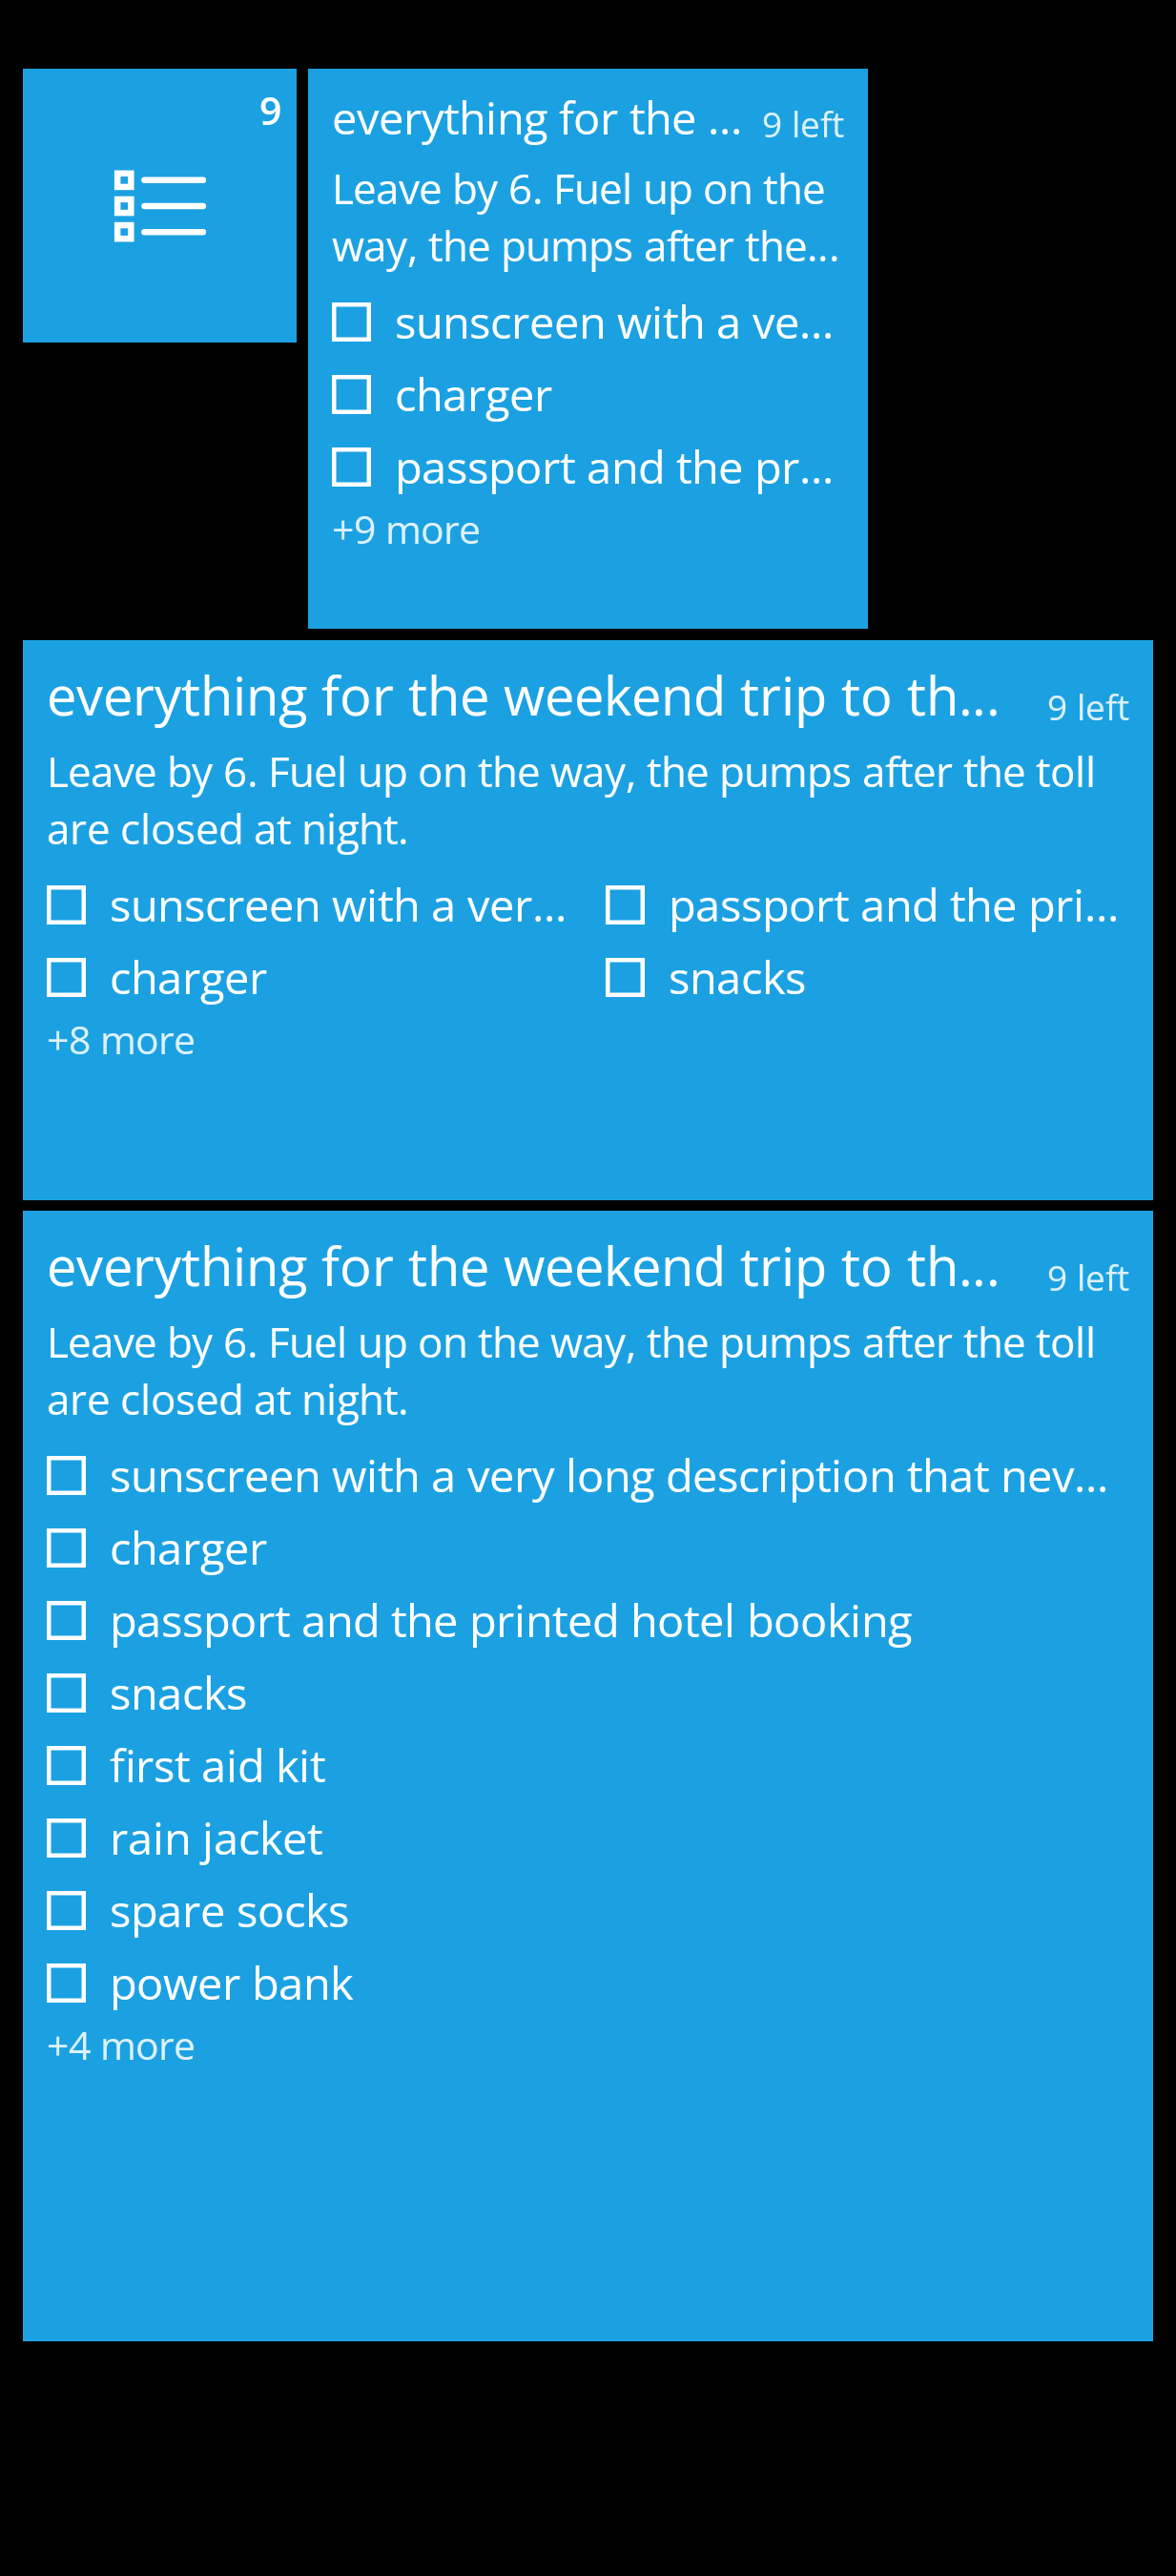 9
everything for the ... 9 left
Leave by 6. Fuel up on the
way, the pumps after the...
sunscreen with a ve...
charger
passport and the pr...
+9 more
everything for the weekend trip to th... 9 left
Leave by 6. Fuel up on the way, the pumps after the toll
are closed at night.
sunscreen with a ver... passport and the pri...
charger snacks
+8 more
everything for the weekend trip to th... 9 left
Leave by 6. Fuel up on the way, the pumps after the toll
are closed at night.
sunscreen with a very long description that nev...
charger
passport and the printed hotel booking
snacks
first aid kit
rain jacket
spare socks
power bank
+4 more